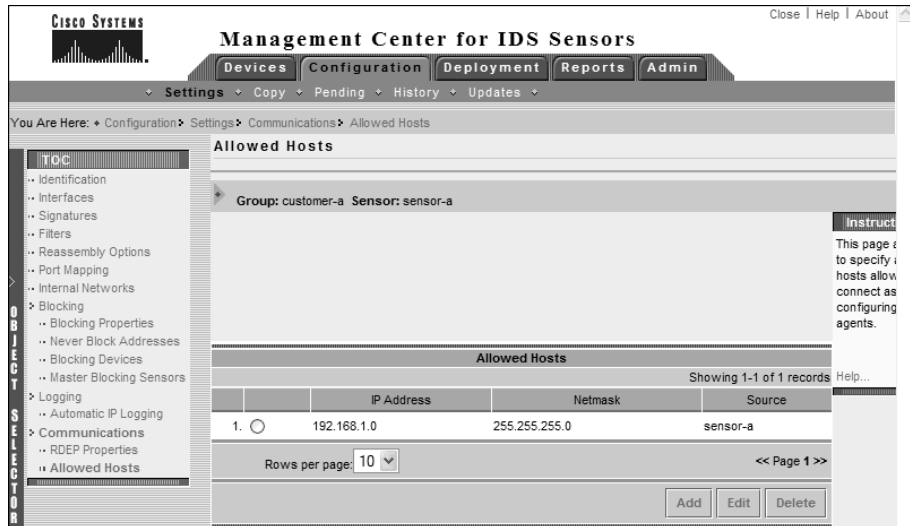 Close | Help | About
CISCO SYSTEMS
Management Center for IDS Sensors
Devices Configuration Deployment Reports Admin
Settings Copy Pending History Updates
You Are Here: Configuration Settings Communications Allowed Hosts
OBJECT SELECTOR
TOC
Identification
Interfaces
Signatures
Filters
Reassembly Options
Port Mapping
Internal Networks
Blocking
Blocking Properties
Never Block Addresses
Blocking Devices
Master Blocking Sensors
Logging
Automatic IP Logging
Communications
RDEP Properties
Allowed Hosts
Allowed Hosts
Group: customer-a Sensor: sensor-a
Allowed Hosts
Showing 1-1 of 1 records
IP Address Netmask Source
1. 192.168.1.0 255.255.255.0 sensor-a
Rows per page: 10 << Page 1 >>
Add Edit Delete
Instruct
This page a
to specify a
hosts allow
connect as
configuring
agents.
Help...